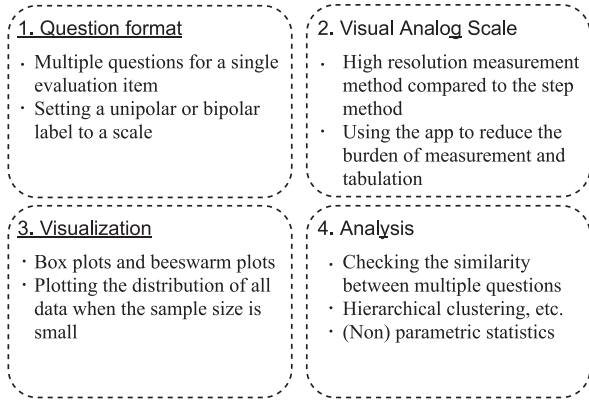 1. Question format
· Multiple questions for a single
evaluation item
· Setting a unipolar or bipolar
label to a scale
2. Visual Analog Scale
· High resolution measurement
method compared to the step
method
· Using the app to reduce the
burden of measurement and
tabulation
3. Visualization
· Box plots and beeswarm plots
· Plotting the distribution of all
data when the sample size is
small
4. Analysis
· Checking the similarity
between multiple questions
· Hierarchical clustering, etc.
· (Non) parametric statistics